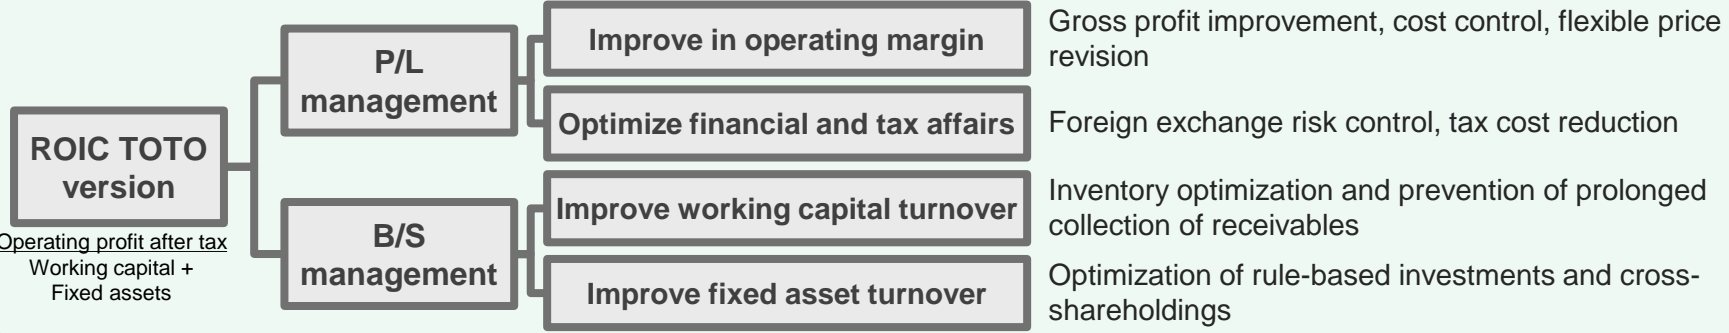 ROIC TOTO
version
Operating profit after tax
Working capital +
Fixed assets
P/L
management
Improve in operating margin
Gross profit improvement, cost control, flexible price
revision
Optimize financial and tax affairs
Foreign exchange risk control, tax cost reduction
B/S
management
Improve working capital turnover
Inventory optimization and prevention of prolonged
collection of receivables
Improve fixed asset turnover
Optimization of rule-based investments and cross-
shareholdings